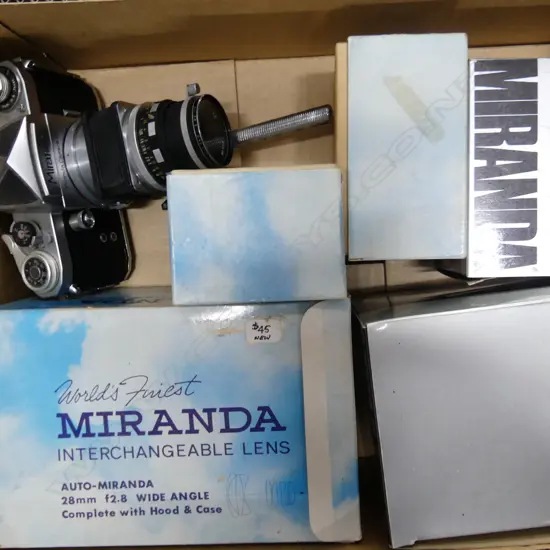 Miranda
MIRANDA
$45
NEW
World's Finest
MIRANDA
INTERCHANGEABLE LENS
AUTO-MIRANDA
28mm f2.8 WIDE ANGLE
Complete with Hood & Case